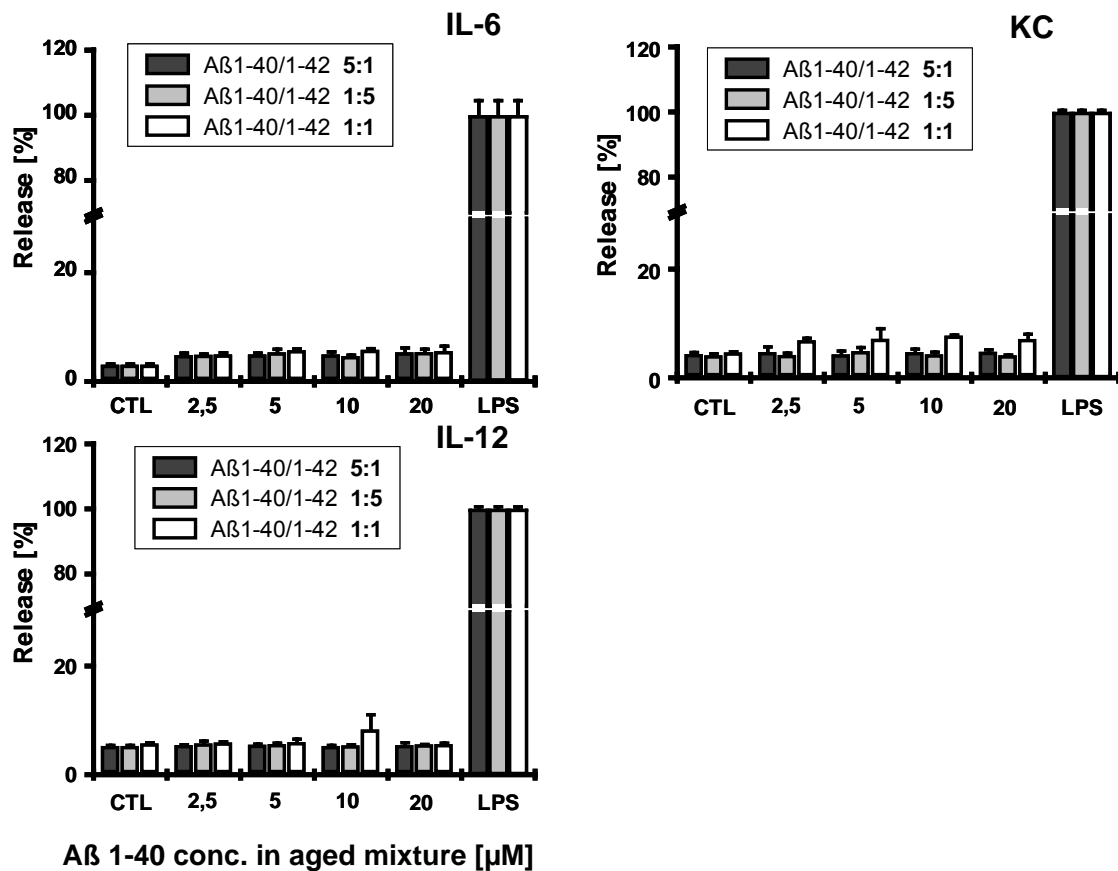 IL-6
120
100
80
20
0
Release [%]
Aß1-40/1-42 5:1
Aß1-40/1-42 1:5
Aß1-40/1-42 1:1
CTL 2,5 5 10 20 LPS
KC
120
100
80
20
0
Release [%]
Aß1-40/1-42 5:1
Aß1-40/1-42 1:5
Aß1-40/1-42 1:1
CTL 2,5 5 10 20 LPS
IL-12
120
100
80
20
0
Release [%]
Aß1-40/1-42 5:1
Aß1-40/1-42 1:5
Aß1-40/1-42 1:1
CTL 2,5 5 10 20 LPS
Aß 1-40 conc. in aged mixture [µM]